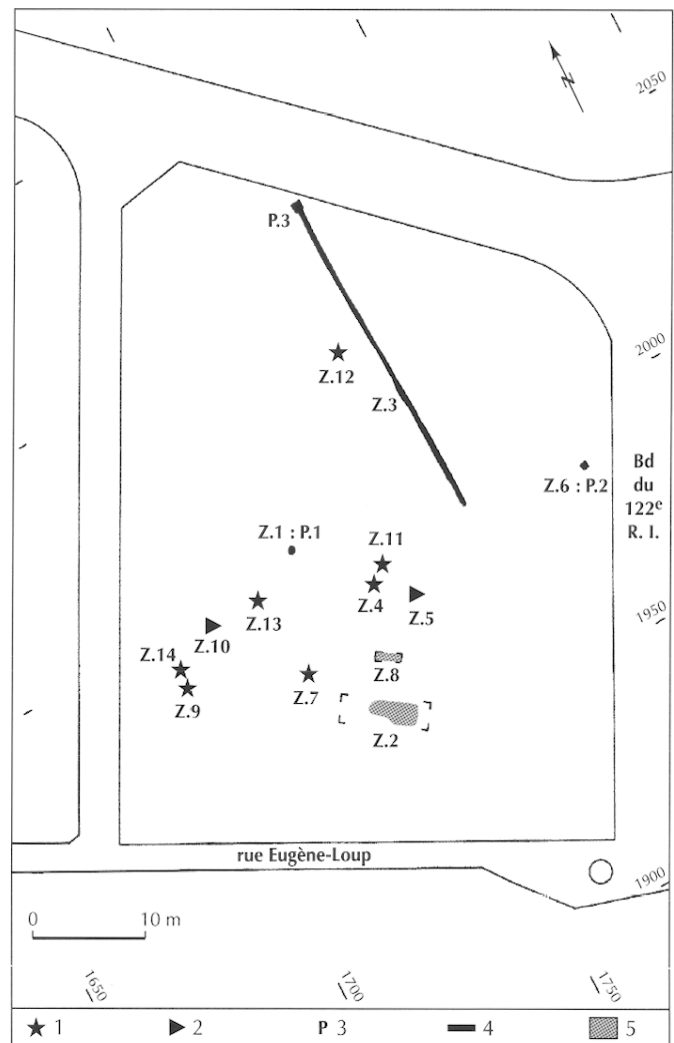 N
2050
P.3
2000
Z.12
Z.3
Z.6 : P.2
Bd
du
122e
R. I.
Z.1 : P.1
Z.11
Z.4
Z.5
1950
Z.13
Z.10
Z.14
Z.9
Z.7
Z.8
Z.2
rue Eugène-Loup
1900
0 10 m
1650 1700 1750
1 2 P 3 4 5